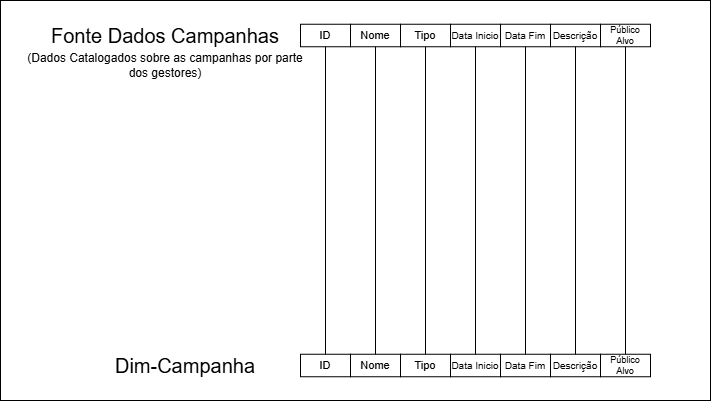 Fonte Dados Campanhas
(Dados Catalogados sobre as campanhas por parte
dos gestores)
ID Nome Tipo Data Inicio Data Fim Descrição Público
Alvo
Dim-Campanha
ID Nome Tipo Data Inicio Data Fim Descrição Público
Alvo